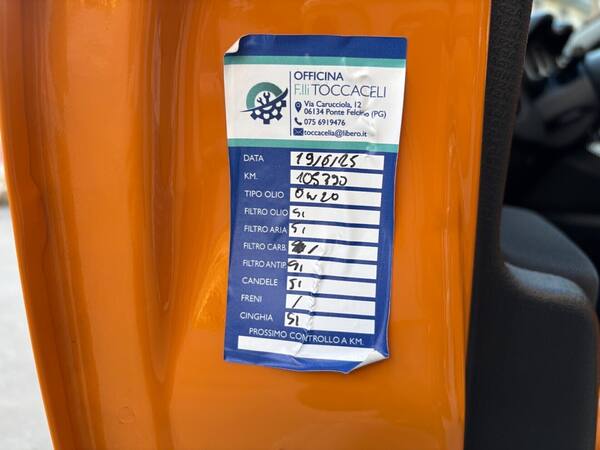 OFFICINA
F.lli TOCCACELI
Via Carucciola, 12
06134 Ponte Felcino (PG)
075 6919476
toccacelia@libero.it
DATA 19/6/25
KM. 105790
TIPO OLIO 0W20
FILTRO OLIO SI
FILTRO ARIA SI
FILTRO CARB. /
FILTRO ANTIP. SI
CANDELE SI
FRENI /
CINGHIA SI
PROSSIMO CONTROLLO A KM.